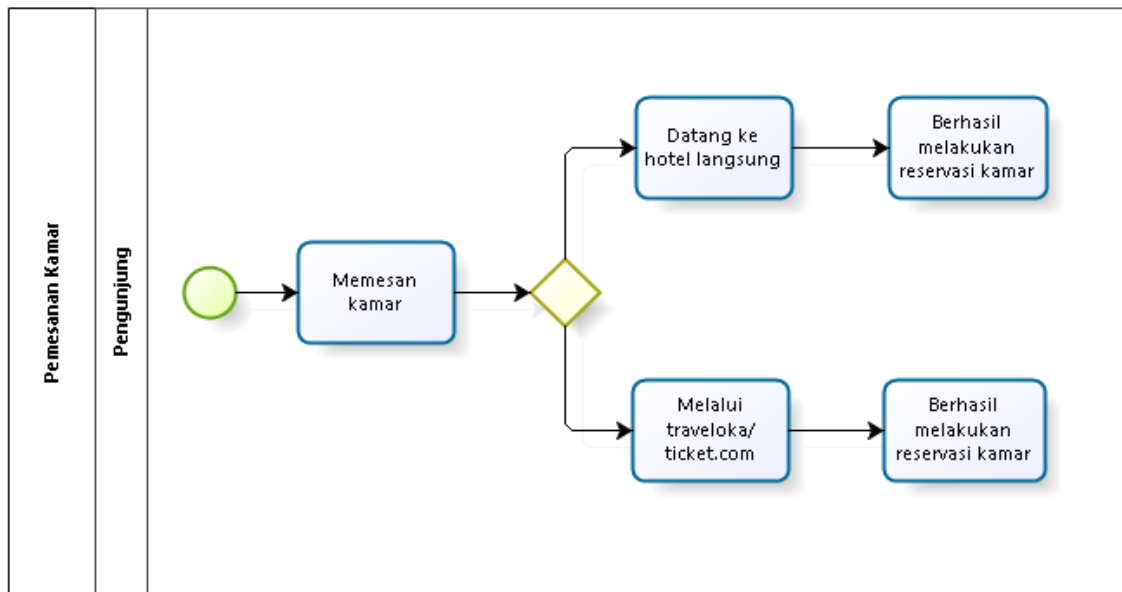 Pemesanan Kamar
Pengunjung
Memesan
kamar
Datang ke
hotel langsung
Berhasil
melakukan
reservasi kamar
Melalui
traveloka/
ticket.com
Berhasil
melakukan
reservasi kamar